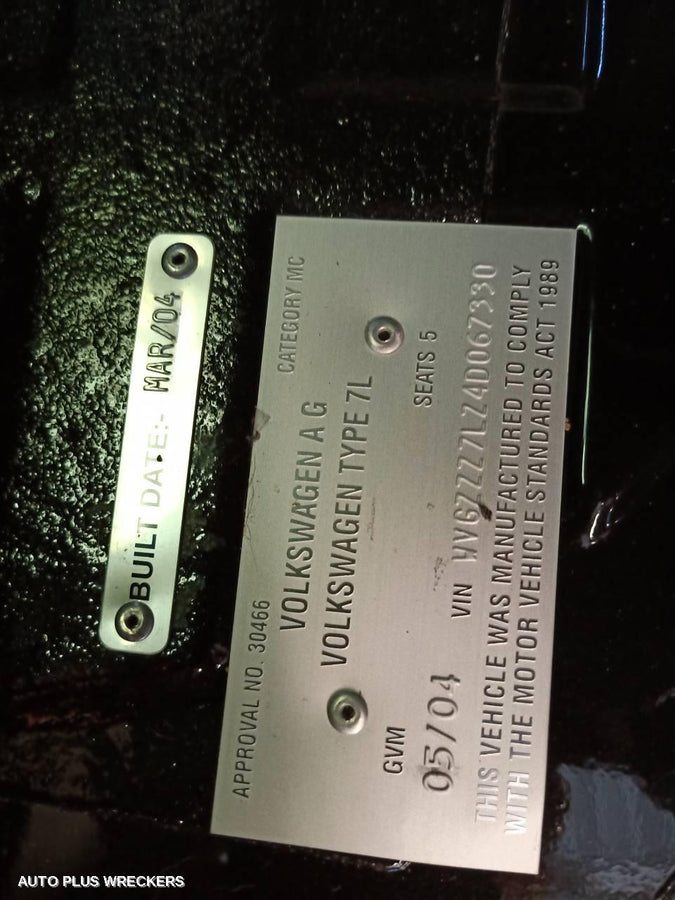 BUILT DATE:- MAR/04
APPROVAL NO. 30466 CATEGORY MC
VOLKSWAGEN A G
VOLKSWAGEN TYPE 7L
GVM SEATS 5
05/04 VIN WVGZZZ7LZ4D067330
THIS VEHICLE WAS MANUFACTURED TO COMPLY
WITH THE MOTOR VEHICLE STANDARDS ACT 1989
AUTO PLUS WRECKERS